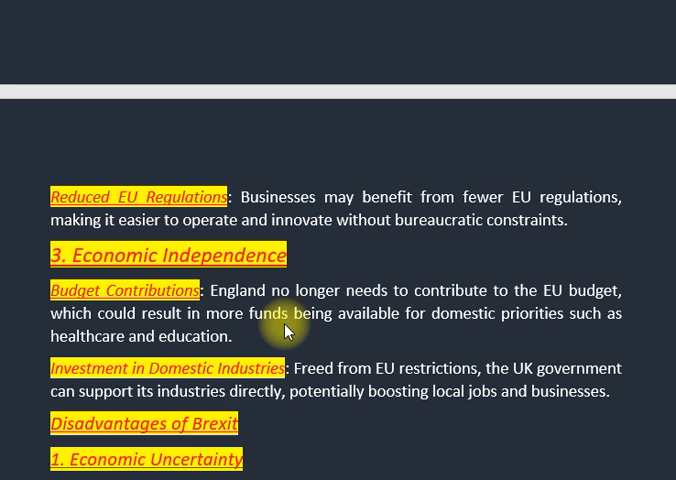 Reduced EU Regulations: Businesses may benefit from fewer EU regulations,
making it easier to operate and innovate without bureaucratic constraints.
3. Economic Independence
Budget Contributions: England no longer needs to contribute to the EU budget,
which could result in more funds being available for domestic priorities such as
healthcare and education.
Investment in Domestic Industries: Freed from EU restrictions, the UK government
can support its industries directly, potentially boosting local jobs and businesses.
Disadvantages of Brexit
1. Economic Uncertainty